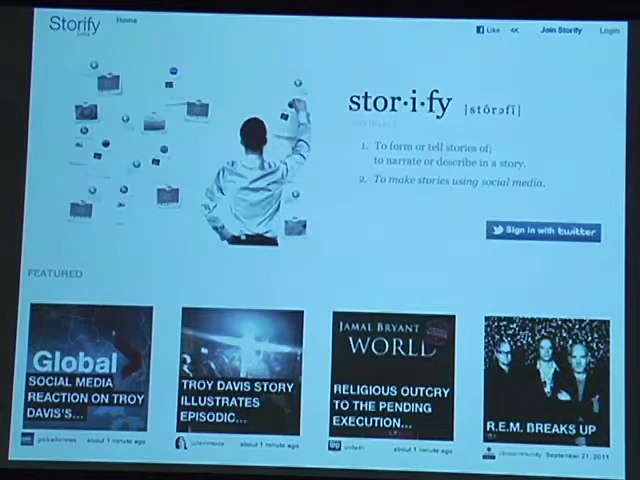 Storify
Home
Like 4K Join Storify Login
stor·i·fy |stôrəfī|
1. To form or tell stories of;
to narrate or describe in a story.
2. To make stories using social media.
Sign in with twitter
FEATURED
Global
SOCIAL MEDIA
REACTION ON TROY
DAVIS'S...
about 1 minute ago
TROY DAVIS STORY
ILLUSTRATES
EPISODIC...
about 1 minute ago
JAMAL BRYANT
WORLD
RELIGIOUS OUTCRY
TO THE PENDING
EXECUTION...
about 1 minute ago
R.E.M. BREAKS UP
September 21, 2011